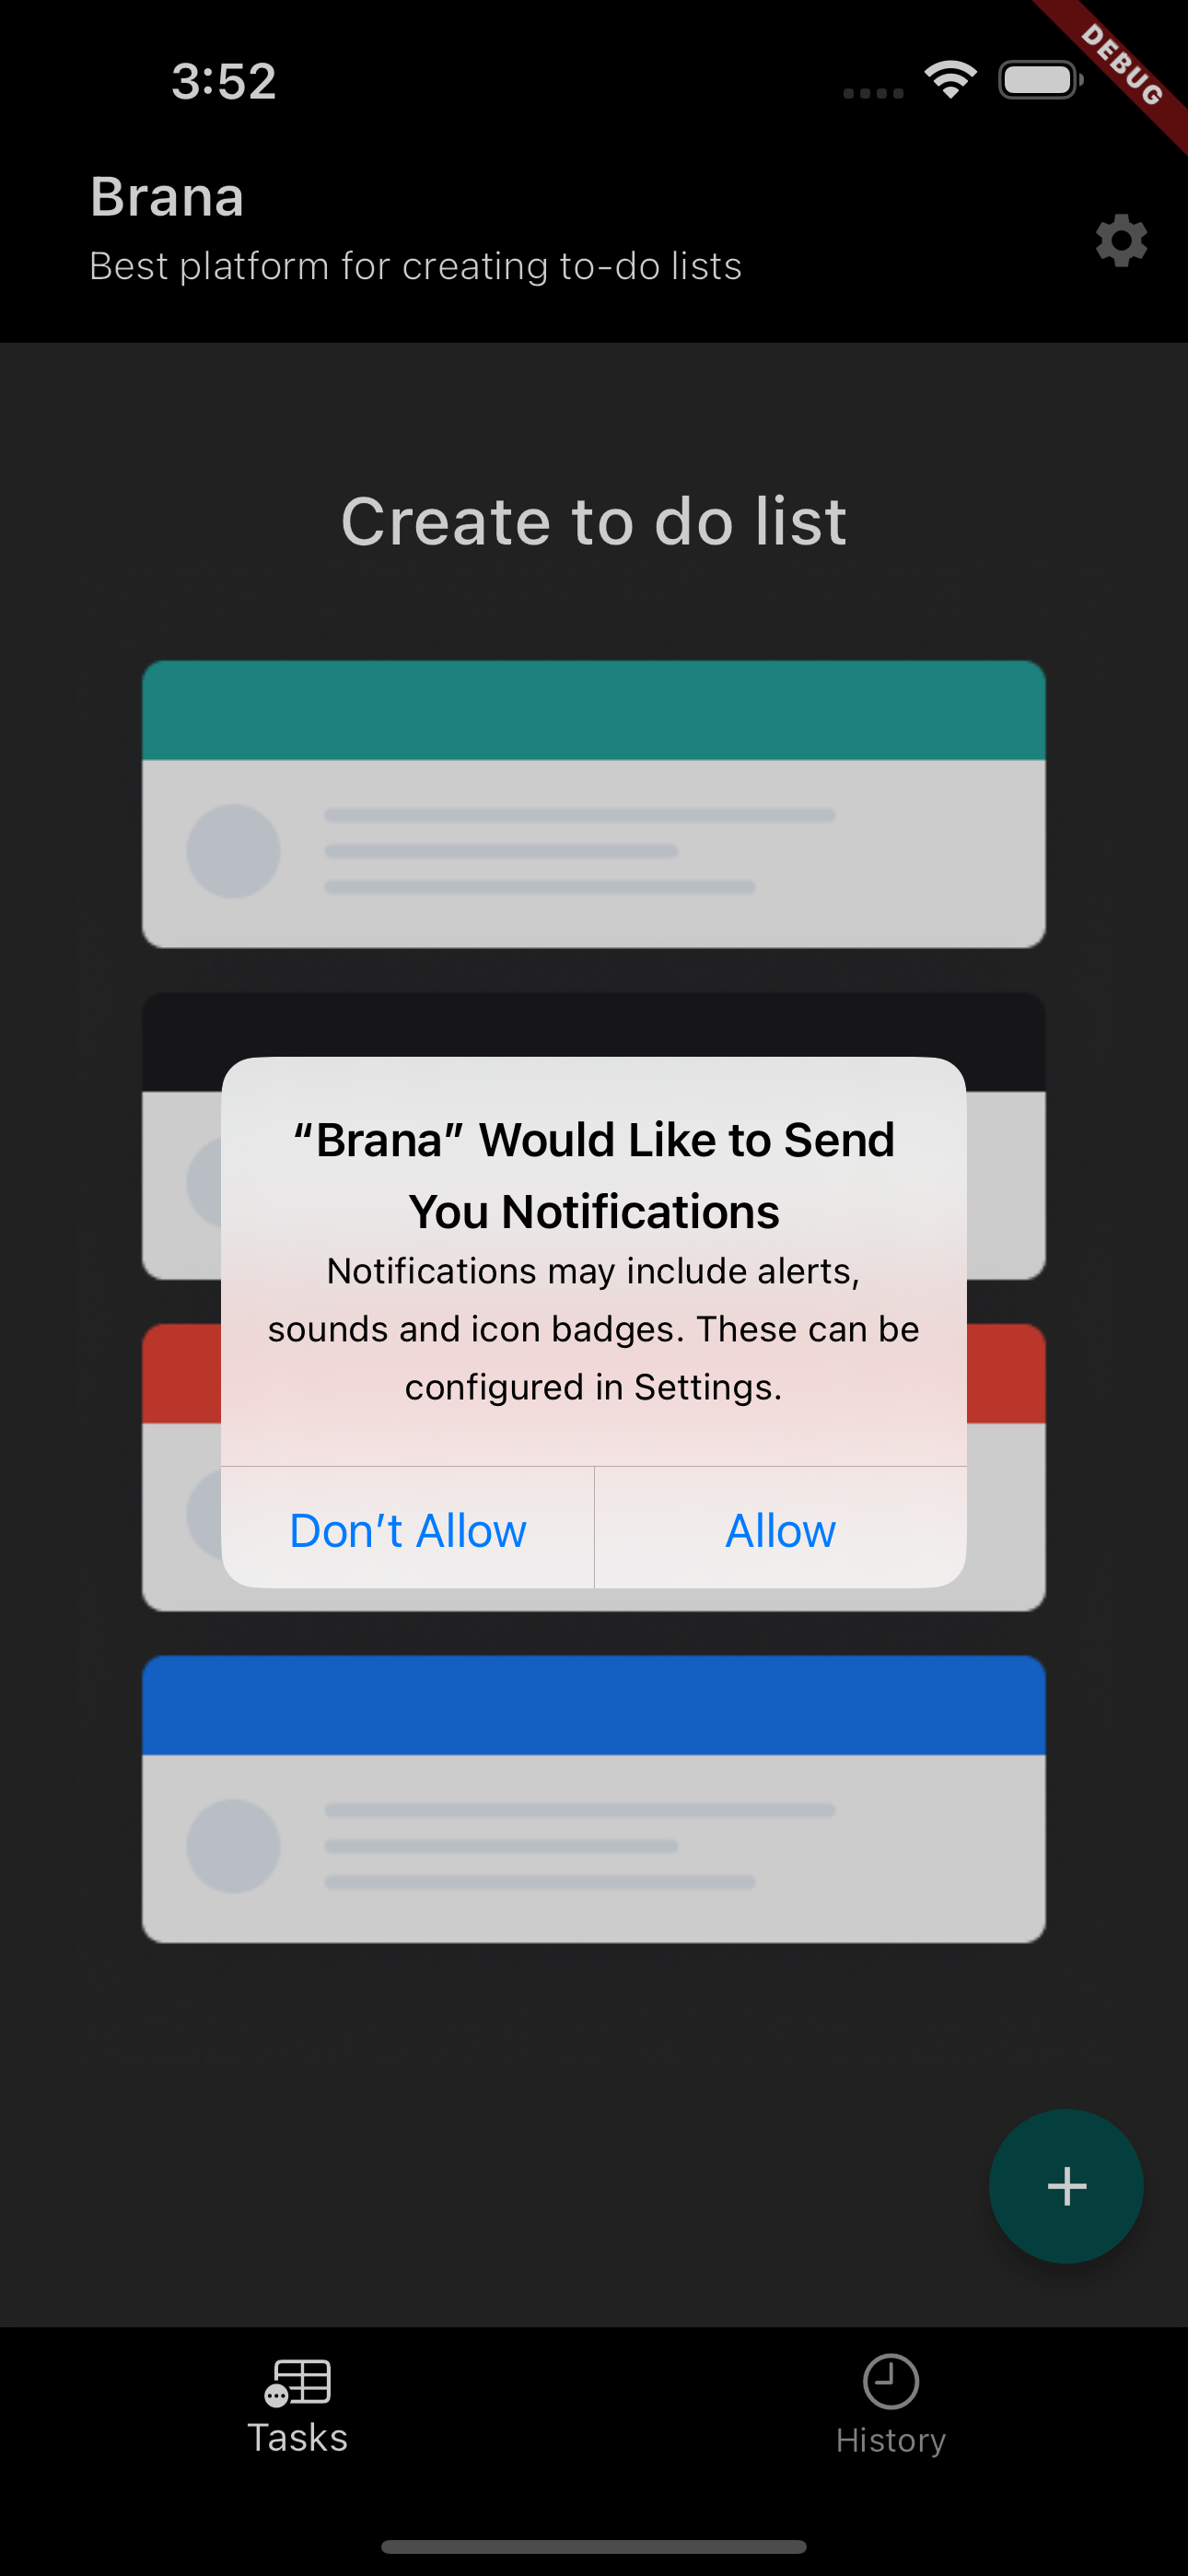 3:52
DEBUG
Brana
Best platform for creating to-do lists
Create to do list
“Brana” Would Like to Send
You Notifications
Notifications may include alerts,
sounds and icon badges. These can be
configured in Settings.
Don’t Allow
Allow
Tasks
History